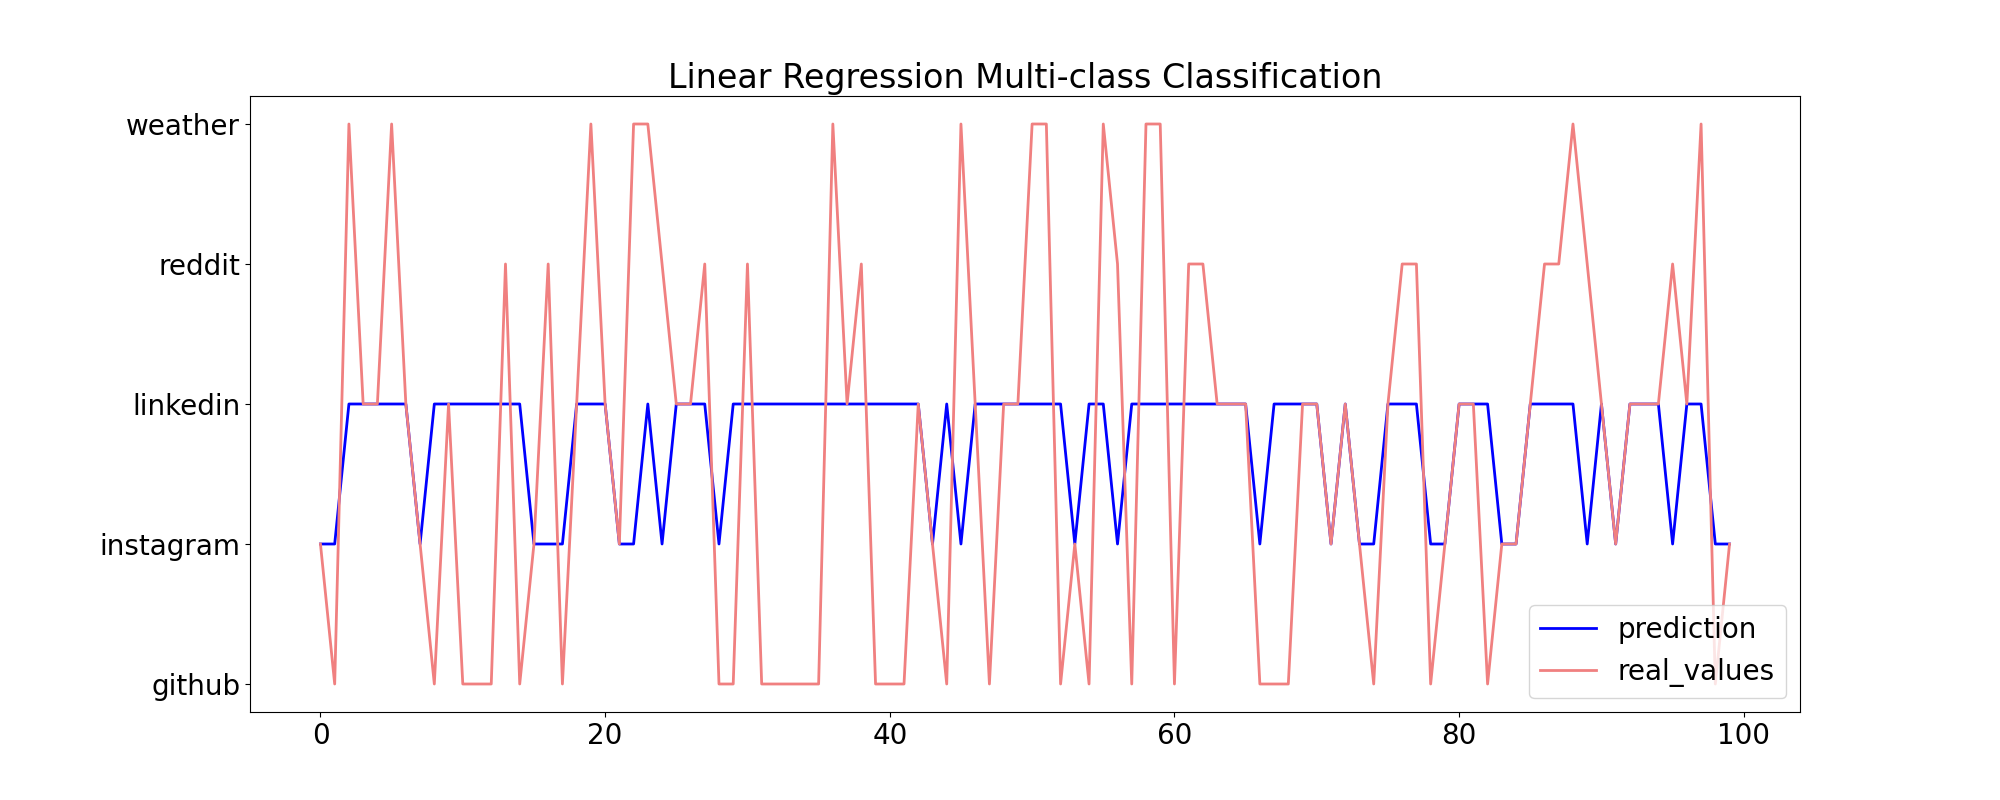 Linear Regression Multi-class Classification
weather
reddit
linkedin
instagram
github
prediction
real_values
0 20 40 60 80 100